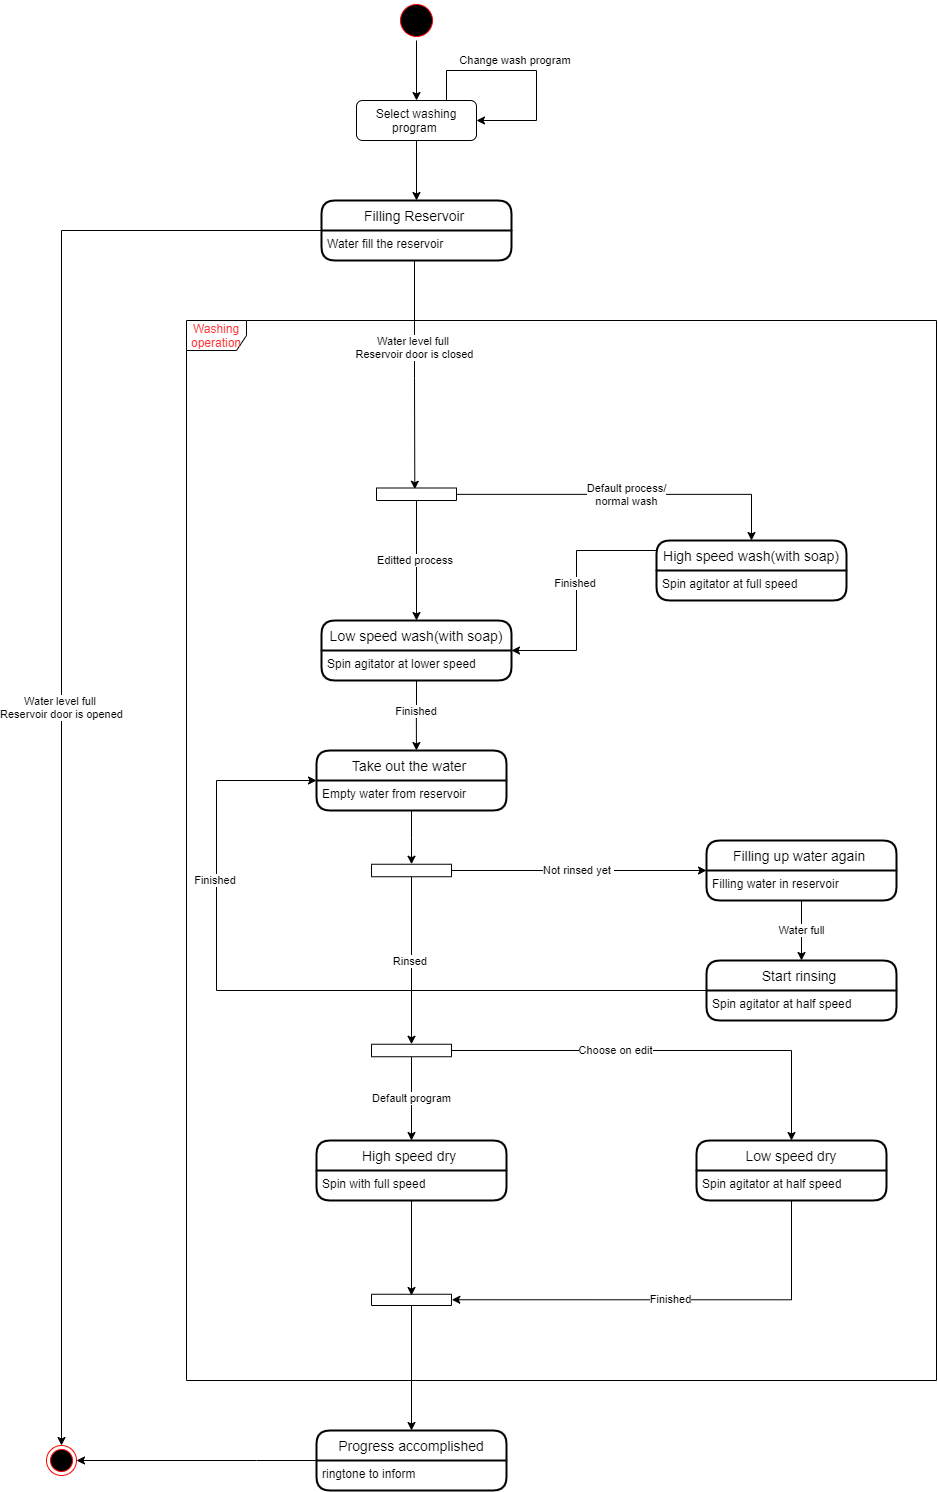 Change wash program
Select washing
program
Filling Reservoir
Water fill the reservoir
Washing
operation
Water level full
Reservoir door is closed
Default process/
normal wash
High speed wash(with soap)
Spin agitator at full speed
Editted process
Finished
Low speed wash(with soap)
Spin agitator at lower speed
Water level full
Reservoir door is opened
Finished
Take out the water
Empty water from reservoir
Finished
Not rinsed yet
Filling up water again
Filling water in reservoir
Water full
Rinsed
Start rinsing
Spin agitator at half speed
Choose on edit
Default program
High speed dry
Spin with full speed
Low speed dry
Spin agitator at half speed
Finished
Progress accomplished
ringtone to inform